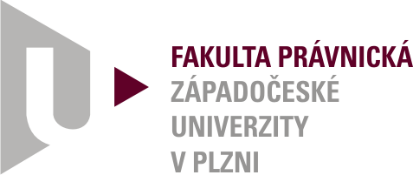 FAKULTA PRÁVNICKÁ
ZÁPADOČESKÉ
UNIVERZITY
V PLZNI